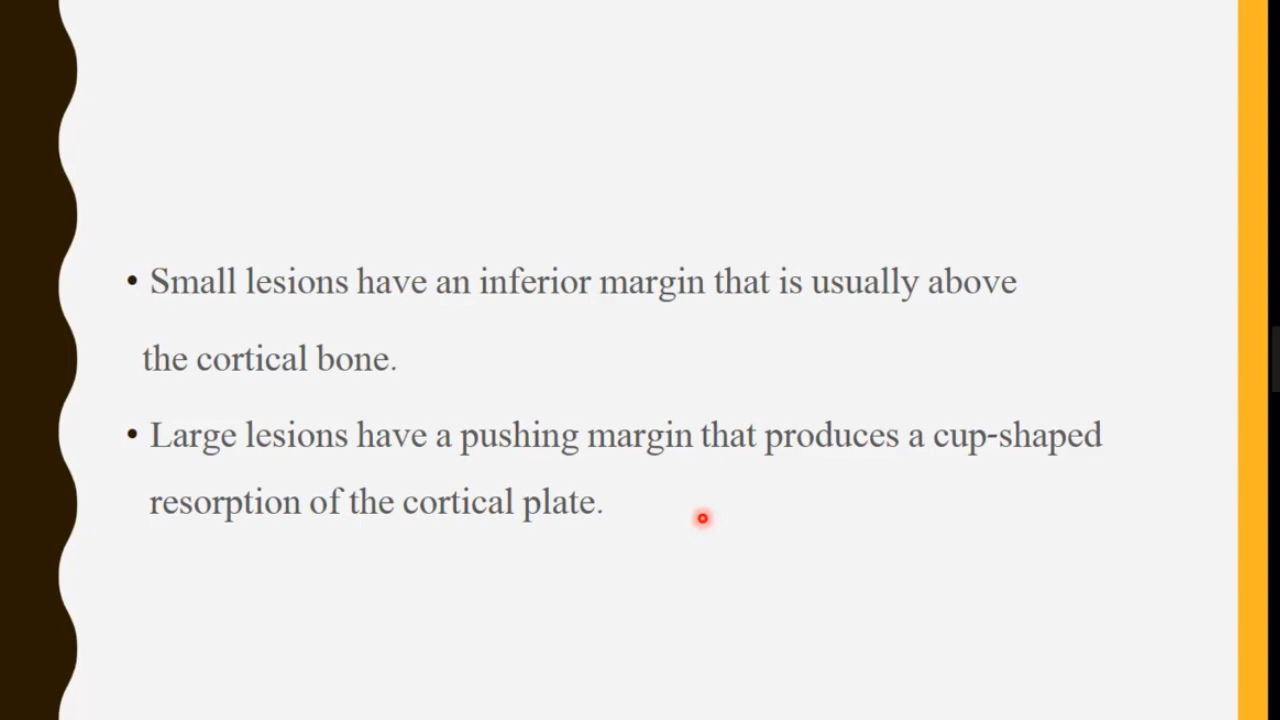 • Small lesions have an inferior margin that is usually above
the cortical bone.
• Large lesions have a pushing margin that produces a cup-shaped
resorption of the cortical plate.